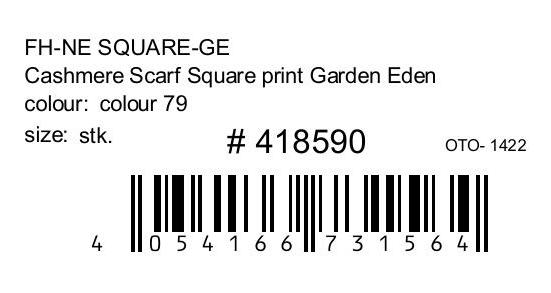 FH-NE SQUARE-GE
Cashmere Scarf Square print Garden Eden
colour: colour 79
size: stk.
# 418590
OTO- 1422
4 054166 731564